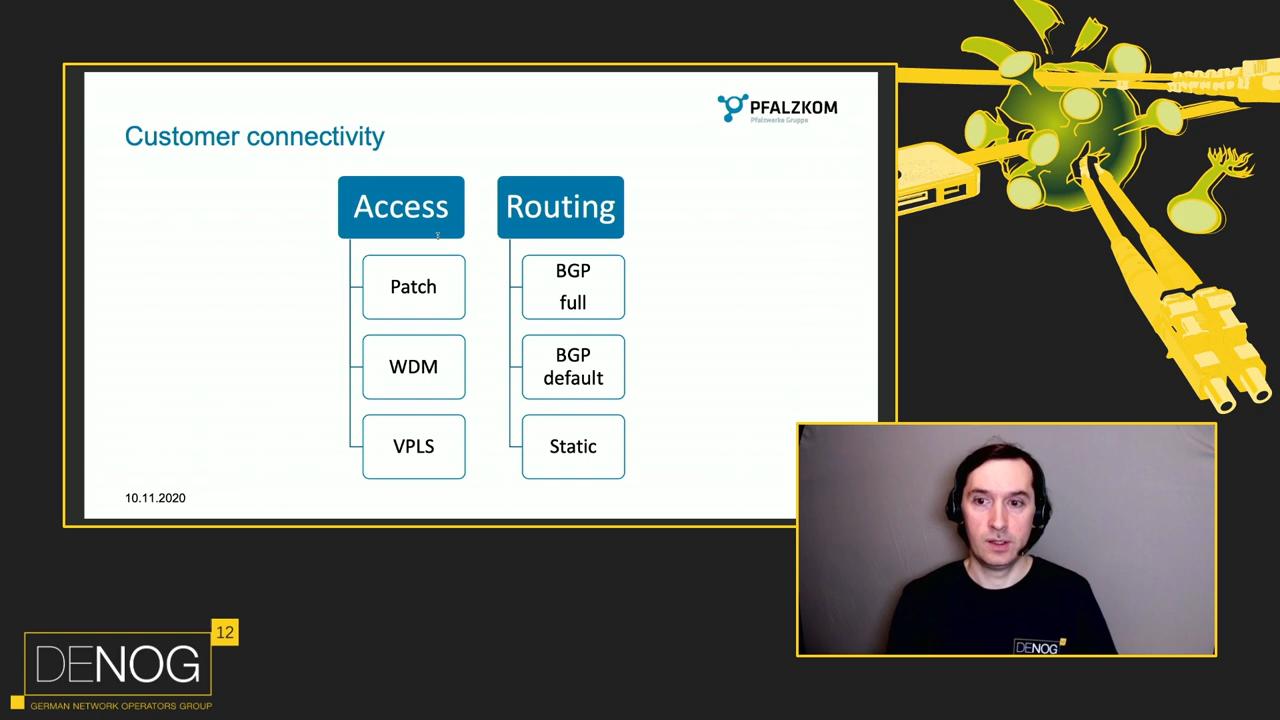 PFALZKOM
Pfalzwerke Gruppe
Customer connectivity
Access
Routing
Patch
WDM
VPLS
BGP
full
BGP
default
Static
10.11.2020
DENOG
12
DENOG
GERMAN NETWORK OPERATORS GROUP